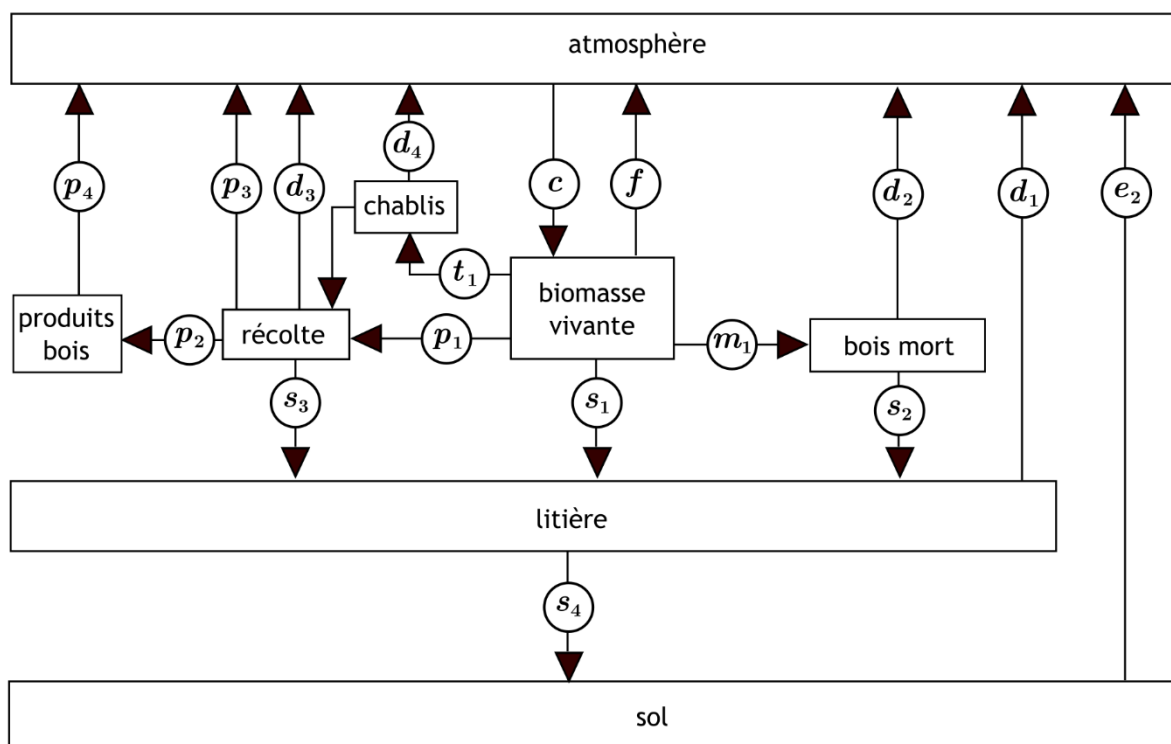 atmosphère
p₄
p₃
d₃
d₄
c
f
d₂
d₁
e₂
chablis
t₁
biomasse
vivante
produits
bois
p₂
récolte
p₁
m₁
bois mort
s₃
s₁
s₂
litière
s₄
sol